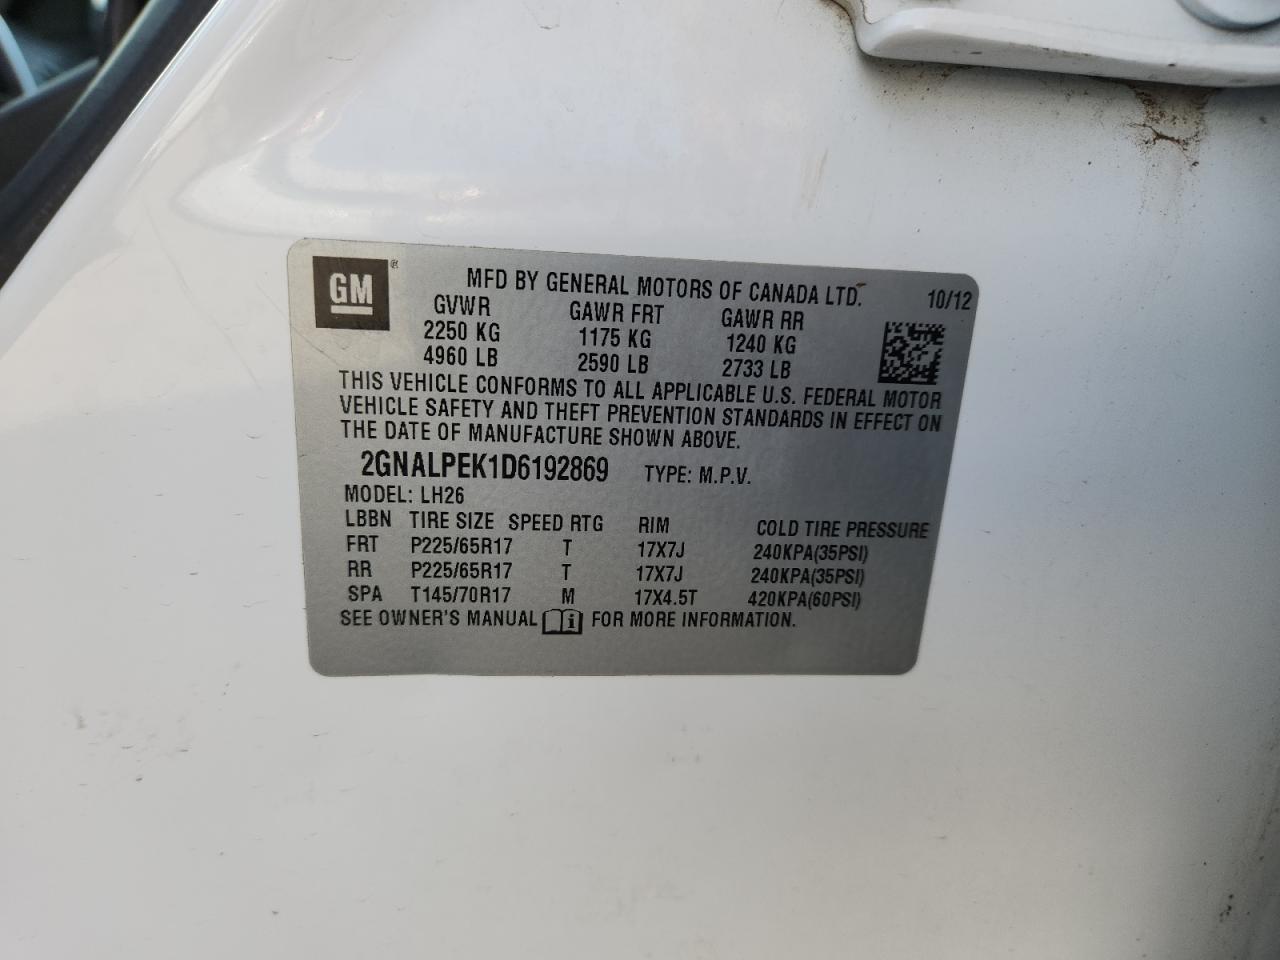 GM® MFD BY GENERAL MOTORS OF CANADA LTD. 10/12
GVWR GAWR FRT GAWR RR
2250 KG 1175 KG 1240 KG
4960 LB 2590 LB 2733 LB
THIS VEHICLE CONFORMS TO ALL APPLICABLE U.S. FEDERAL MOTOR
VEHICLE SAFETY AND THEFT PREVENTION STANDARDS IN EFFECT ON
THE DATE OF MANUFACTURE SHOWN ABOVE.
2GNALPEK1D6192869 TYPE: M.P.V.
MODEL: LH26
LBBN TIRE SIZE SPEED RTG RIM COLD TIRE PRESSURE
FRT P225/65R17 T 17X7J 240KPA(35PSI)
RR P225/65R17 T 17X7J 240KPA(35PSI)
SPA T145/70R17 M 17X4.5T 420KPA(60PSI)
SEE OWNER'S MANUAL i FOR MORE INFORMATION.